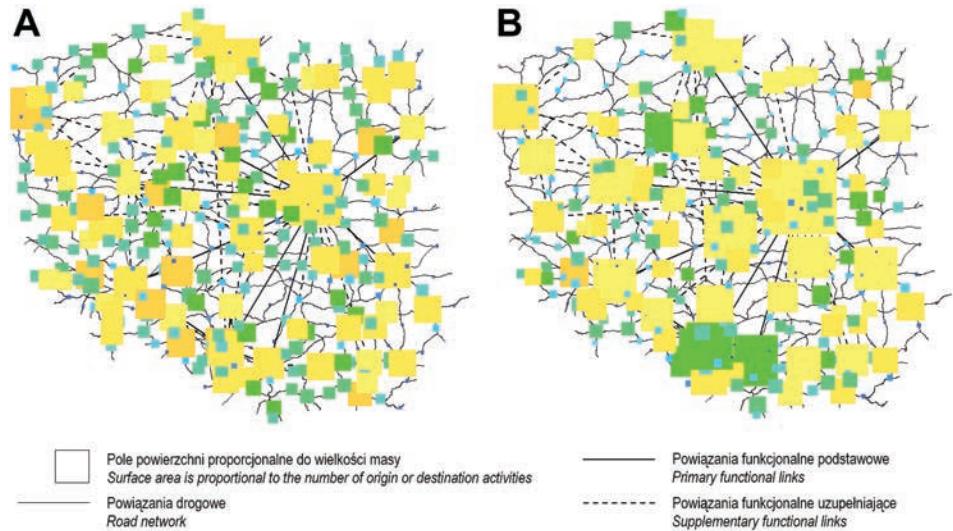 A
B
Pole powierzchni proporcjonalne do wielkości masy
Surface area is proportional to the number of origin or destination activities
Powiązania drogowe
Road network
Powiązania funkcjonalne podstawowe
Primary functional links
Powiązania funkcjonalne uzupełniające
Supplementary functional links